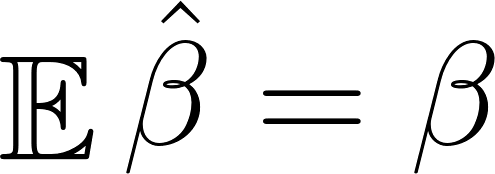 𝔼 β̂ = β